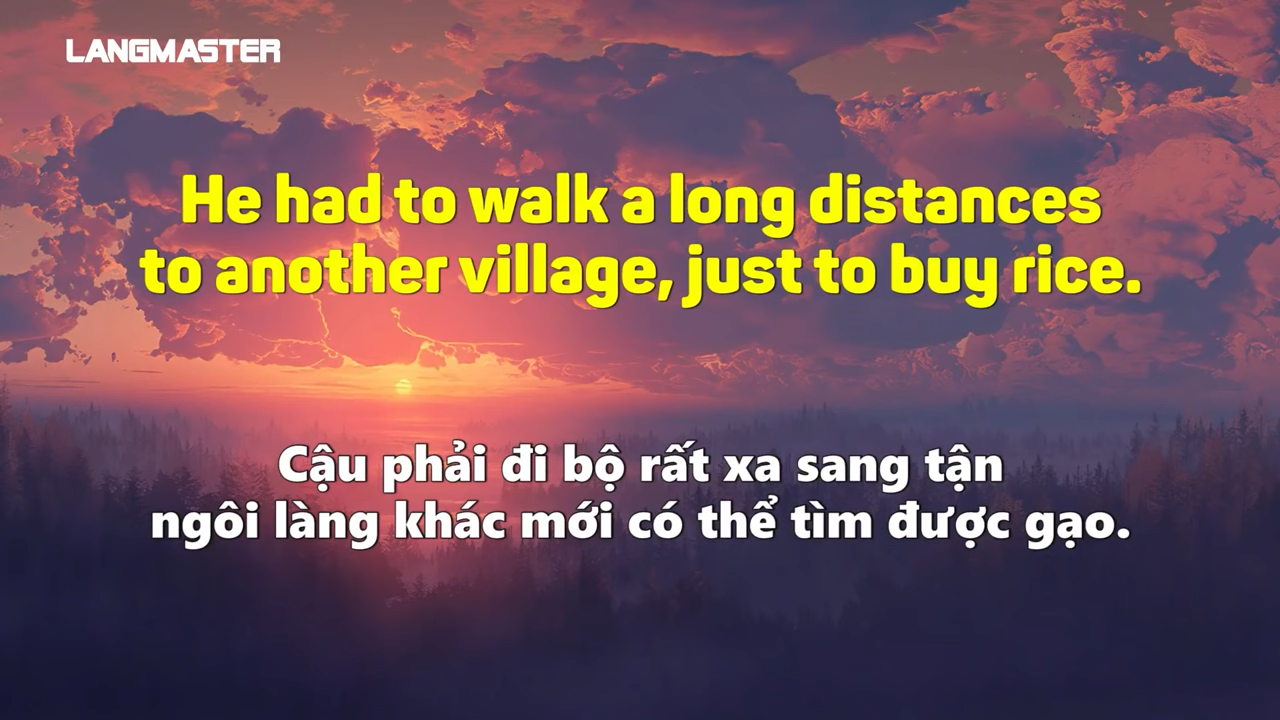 LANGMASTER
He had to walk a long distances
to another village, just to buy rice.
Cậu phải đi bộ rất xa sang tận
ngôi làng khác mới có thể tìm được gạo.